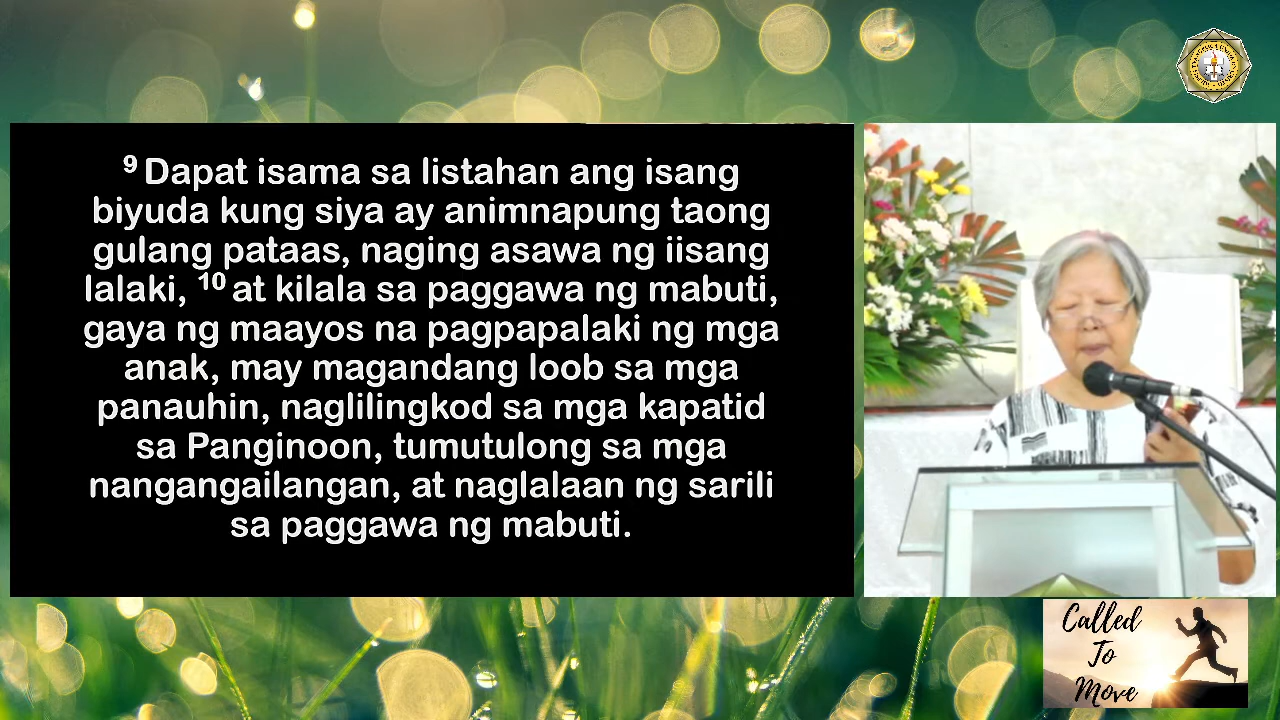 9 Dapat isama sa listahan ang isang
biyuda kung siya ay animnapung taong
gulang pataas, naging asawa ng iisang
lalaki, 10 at kilala sa paggawa ng mabuti,
gaya ng maayos na pagpapalaki ng mga
anak, may magandang loob sa mga
panauhin, naglilingkod sa mga kapatid
sa Panginoon, tumutulong sa mga
nangangailangan, at naglalaan ng sarili
sa paggawa ng mabuti.
Called
To
Move